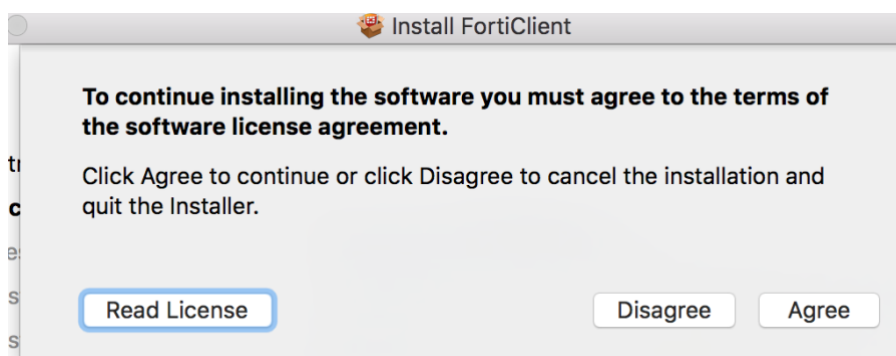 Install FortiClient
To continue installing the software you must agree to the terms of
the software license agreement.
Click Agree to continue or click Disagree to cancel the installation and
quit the Installer.
Read License
Disagree
Agree